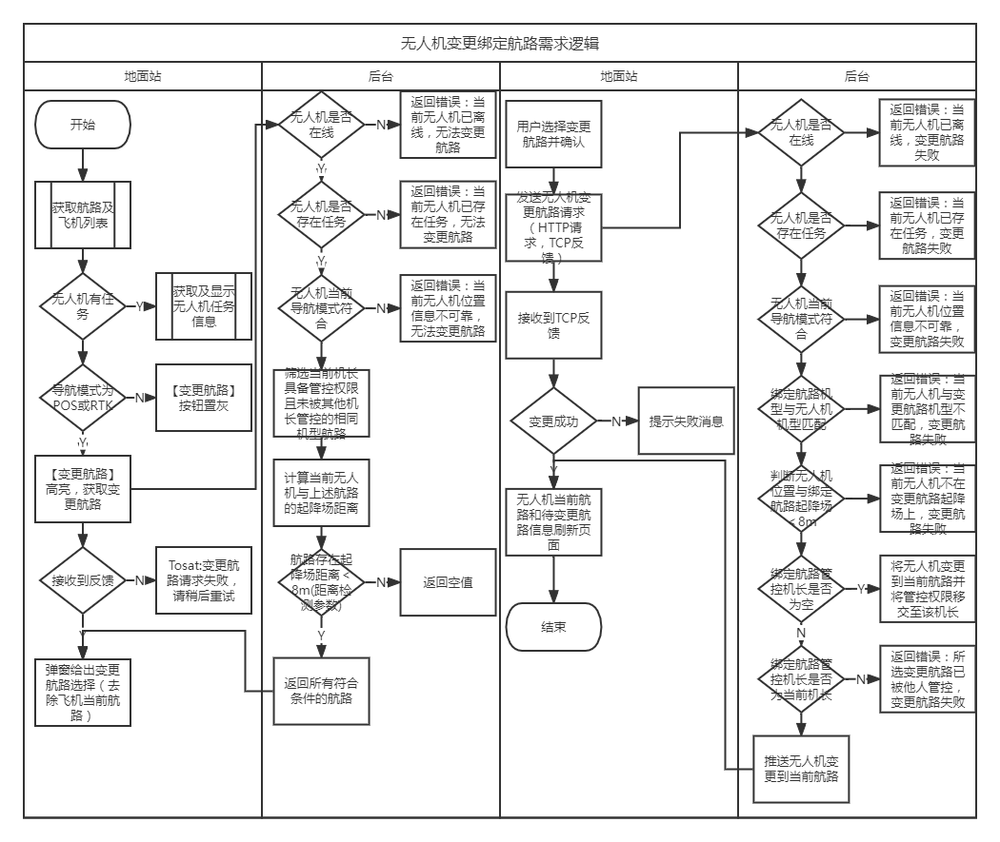 无人机变更绑定航路需求逻辑
地面站
后台
地面站
后台
开始
获取航路及
飞机列表
无人机有任
务
Y
获取及显示
无人机任务
信息
导航模式为
POS或RTK
N
【变更航路】
按钮置灰
Y
【变更航路】
高亮，获取变
更航路
接收到反馈
N
Tosat:变更航
路请求失败，
请稍后重试
Y
弹窗给出变更
航路选择（去
除飞机当前航
路）
无人机是否
在线
N
返回错误：当
前无人机已离
线，无法变更
航路
Y
无人机是否
存在任务
N
返回错误：当
前无人机已存
在任务，无法
变更航路
Y
无人机当前
导航模式符
合
N
返回错误：当
前无人机位置
信息不可靠，
无法变更航路
筛选当前机长
具备管控权限
且未被其他机
长管控的相同
机型航路
计算当前无人
机与上述航路
的起降场距离
航路存在起
降场距离＜
8m(距离检
测参数)
N
返回空值
Y
返回所有符合
条件的航路
用户选择变更
航路并确认
发送无人机变
更航路请求
（HTTP请
求，TCP反
馈）
接收到TCP反
馈
变更成功
N
提示失败消息
Y
无人机当前航
路和待变更航
路信息刷新页
面
结束
无人机是否
在线
返回错误：当
前无人机已离
线，变更航路
失败
无人机是否
存在任务
返回错误：当
前无人机已存
在任务，变更
航路失败
无人机当前
导航模式符
合
返回错误：当
前无人机位置
信息不可靠，
变更航路失败
绑定航路机
型与无人机
机型匹配
返回错误：当
前无人机与变
更航路机型不
匹配，变更航
路失败
判断无人机
位置与绑定
航路起降场
＜8m
返回错误：当
前无人机不在
变更航路起降
场上，变更航
路失败
绑定航路管
控机长是否
为空
Y
将无人机变更
到当前航路并
将管控权限移
交至该机长
N
绑定航路管
控机长是否
为当前机长
N
返回错误：所
选变更航路已
被他人管控，
变更航路失败
推送无人机变
更到当前航路